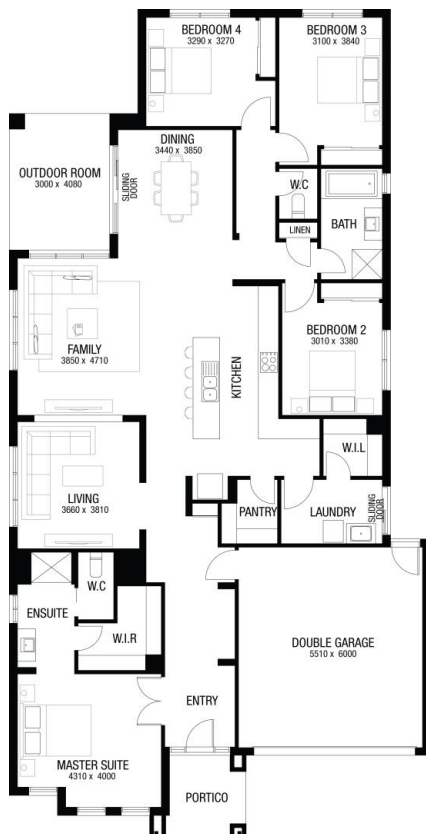 BEDROOM 4
3290 x 3270
BEDROOM 3
3100 x 3840
DINING
3440 x 3850
OUTDOOR ROOM
3000 x 4080
SLIDING
DOOR
W.C
LINEN
BATH
BEDROOM 2
3010 x 3380
FAMILY
3850 x 4710
KITCHEN
LIVING
3660 x 3810
W.I.L
PANTRY
LAUNDRY
SLIDING
DOOR
W.C
ENSUITE
W.I.R
DOUBLE GARAGE
5510 x 6000
ENTRY
MASTER SUITE
4310 x 4000
PORTICO